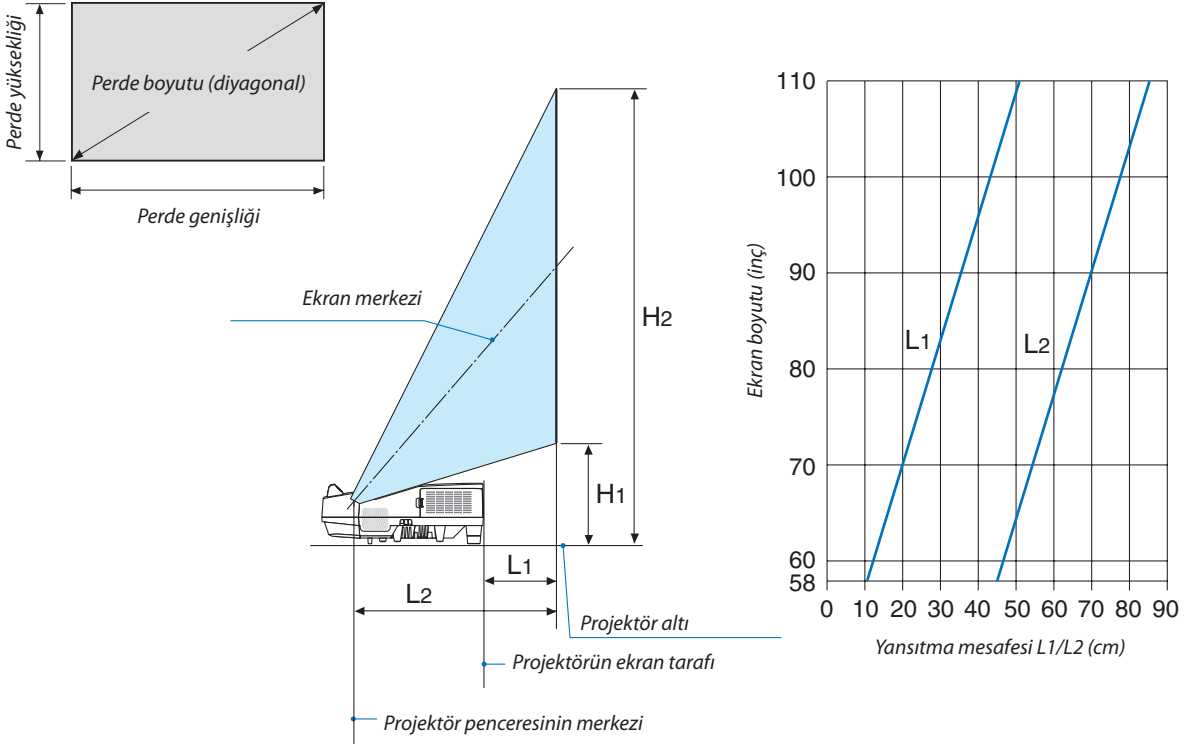 Perde yüksekliği
Perde boyutu (diyagonal)
Perde genişliği
Ekran merkezi
H2
H1
L1
L2
Projektör altı
Projektörün ekran tarafı
Projektör penceresinin merkezi
Ekran boyutu (inç)
110
100
90
80
70
60
58
L1
L2
0 10 20 30 40 50 60 70 80 90
Yansıtma mesafesi L1/L2 (cm)